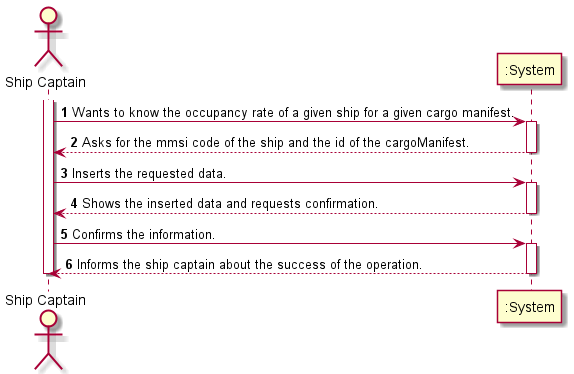 Ship Captain
:System
1 Wants to know the occupancy rate of a given ship for a given cargo manifest.
2 Asks for the mmsi code of the ship and the id of the cargoManifest.
3 Inserts the requested data.
4 Shows the inserted data and requests confirmation.
5 Confirms the information.
6 Informs the ship captain about the success of the operation.
Ship Captain
:System